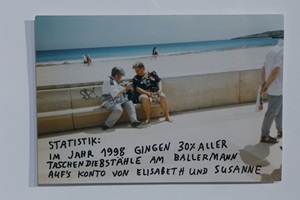 STATISTIK:
IM JAHR 1998 GINGEN 30% ALLER
TASCHENDIEBSTÄHLE AM BALLERMANN
AUF'S KONTO VON ELISABETH UND SUSANNE